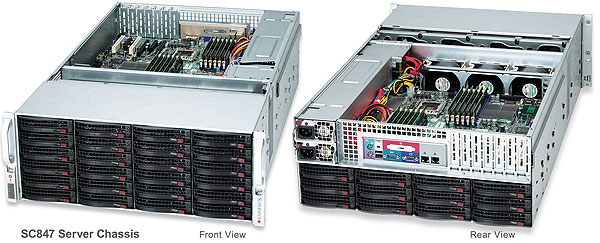 SC847 Server Chassis
Front View
Rear View